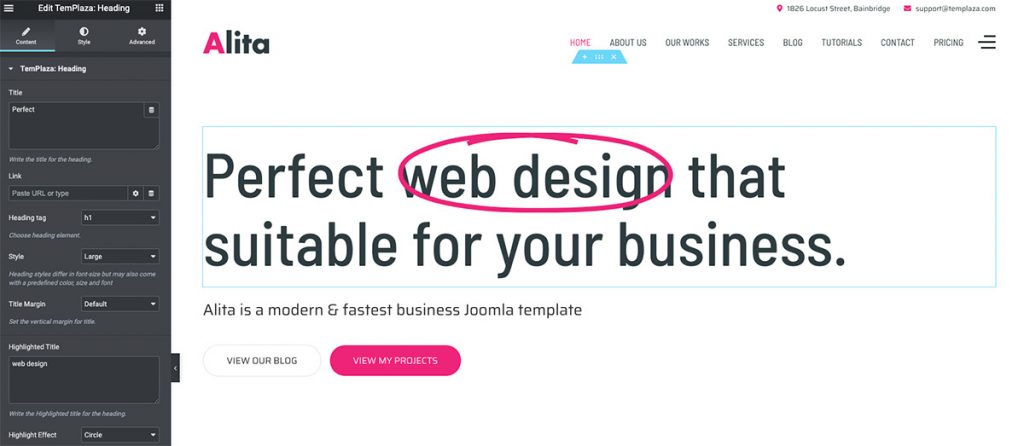 Edit TemPlaza: Heading
Content
Style
Advanced
TemPlaza: Heading
Title
Perfect
Write the title for the heading.
Link
Paste URL or type
Heading tag
h1
Choose heading element.
Style
Large
Heading styles differ in font-size but may also come
with a predefined color, size and font
Title Margin
Default
Set the vertical margin for title.
Highlighted Title
web design
Write the Highlighted title for the heading.
Highlight Effect
Circle
1826 Locust Street, Bainbridge
support@templaza.com
Alita
HOME ABOUT US OUR WORKS SERVICES BLOG TUTORIALS CONTACT PRICING
Perfect web design that
suitable for your business.
Alita is a modern & fastest business Joomla template
VIEW OUR BLOG
VIEW MY PROJECTS